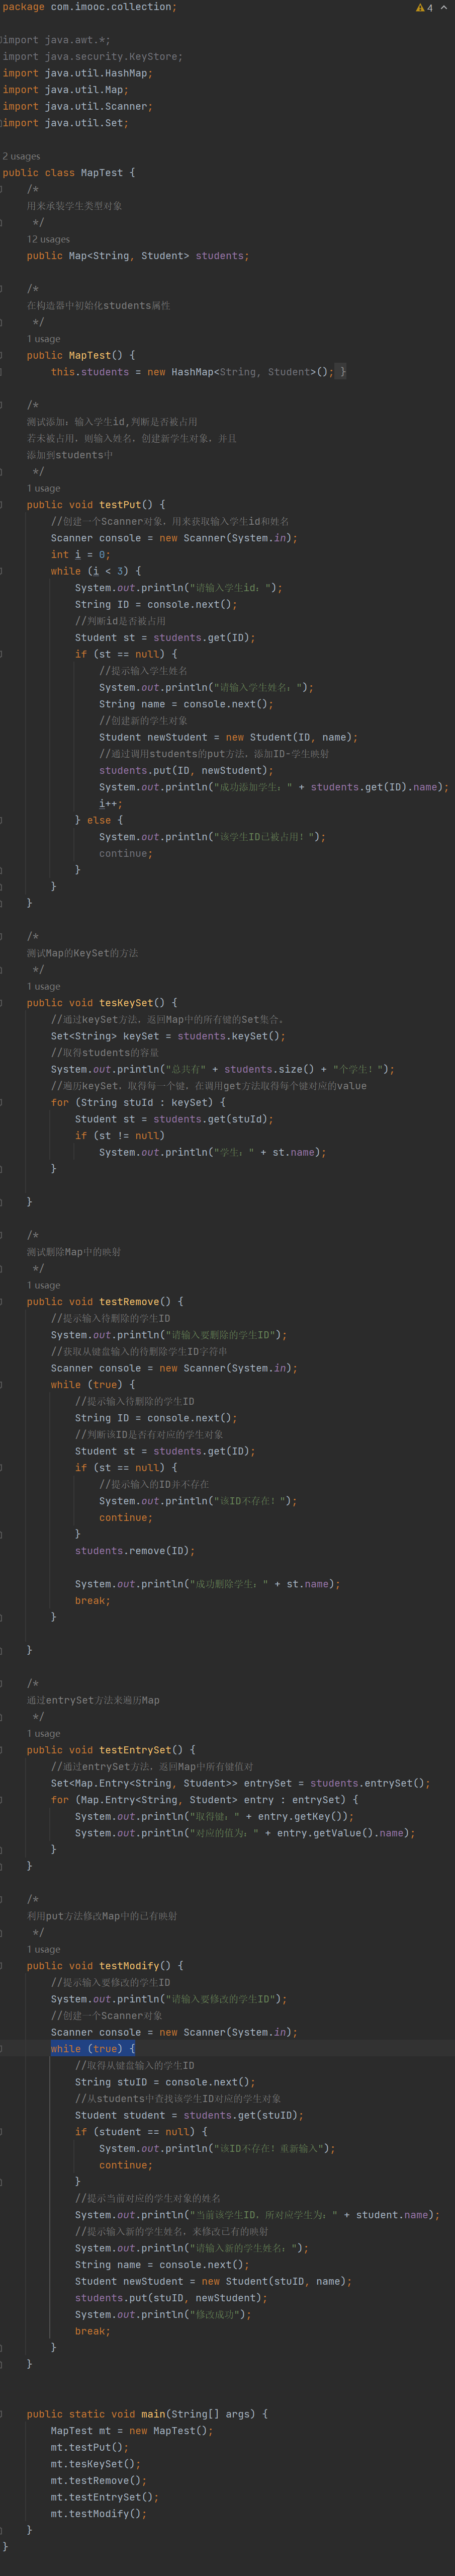 package com.imooc.collection;
4
import java.awt.*;
import java.security.KeyStore;
import java.util.HashMap;
import java.util.Map;
import java.util.Scanner;
import java.util.Set;
2 usages
public class MapTest {
/*
用来承装学生类型对象
*/
12 usages
public Map<String, Student> students;
/*
在构造器中初始化students属性
*/
1 usage
public MapTest() {
this.students = new HashMap<String, Student>(); }
/*
测试添加：输入学生id,判断是否被占用
若未被占用，则输入姓名，创建新学生对象，并且
添加到students中
*/
1 usage
public void testPut() {
//创建一个Scanner对象，用来获取输入学生id和姓名
Scanner console = new Scanner(System.in);
int i = 0;
while (i < 3) {
System.out.println("请输入学生id：");
String ID = console.next();
//判断id是否被占用
Student st = students.get(ID);
if (st == null) {
//提示输入学生姓名
System.out.println("请输入学生姓名：");
String name = console.next();
//创建新的学生对象
Student newStudent = new Student(ID, name);
//通过调用students的put方法，添加ID-学生映射
students.put(ID, newStudent);
System.out.println("成功添加学生：" + students.get(ID).name);
i++;
} else {
System.out.println("该学生ID已被占用！");
continue;
}
}
}
/*
测试Map的KeySet的方法
*/
1 usage
public void tesKeySet() {
//通过keySet方法，返回Map中的所有键的Set集合，
Set<String> keySet = students.keySet();
//取得students的容量
System.out.println("总共有" + students.size() + "个学生！");
//遍历keySet，取得每一个键，在调用get方法取得每个键对应的value
for (String stuId : keySet) {
Student st = students.get(stuId);
if (st != null)
System.out.println("学生：" + st.name);
}
}
/*
测试删除Map中的映射
*/
1 usage
public void testRemove() {
//提示输入待删除的学生ID
System.out.println("请输入要删除的学生ID");
//获取从键盘输入的待删除学生ID字符串
Scanner console = new Scanner(System.in);
while (true) {
//提示输入待删除的学生ID
String ID = console.next();
//判断该ID是否有对应的学生对象
Student st = students.get(ID);
if (st == null) {
//提示输入的ID并不存在
System.out.println("该ID不存在！");
continue;
}
students.remove(ID);
System.out.println("成功删除学生：" + st.name);
break;
}
}
/*
通过entrySet方法来遍历Map
*/
1 usage
public void testEntrySet() {
//通过entrySet方法，返回Map中所有键值对
Set<Map.Entry<String, Student>> entrySet = students.entrySet();
for (Map.Entry<String, Student> entry : entrySet) {
System.out.println("取得键：" + entry.getKey());
System.out.println("对应的值为：" + entry.getValue().name);
}
}
/*
利用put方法修改Map中的已有映射
*/
1 usage
public void testModify() {
//提示输入要修改的学生ID
System.out.println("请输入要修改的学生ID");
//创建一个Scanner对象
Scanner console = new Scanner(System.in);
while (true) {
//取得从键盘输入的学生ID
String stuID = console.next();
//从students中查找该学生ID对应的学生对象
Student student = students.get(stuID);
if (student == null) {
System.out.println("该ID不存在！重新输入");
continue;
}
//提示当前对应的学生对象的姓名
System.out.println("当前该学生ID，所对应学生为：" + student.name);
//提示输入新的学生姓名，来修改已有的映射
System.out.println("请输入新的学生姓名：");
String name = console.next();
Student newStudent = new Student(stuID, name);
students.put(stuID, newStudent);
System.out.println("修改成功");
break;
}
}
public static void main(String[] args) {
MapTest mt = new MapTest();
mt.testPut();
mt.tesKeySet();
mt.testRemove();
mt.testEntrySet();
mt.testModify();
}
}